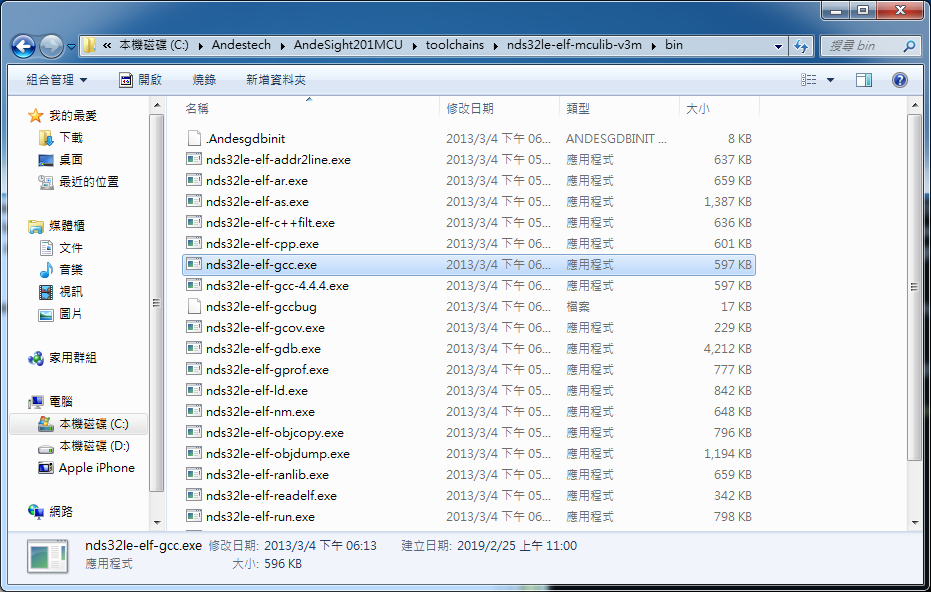 « 本機磁碟 (C:) ▸ Andestech ▸ AndeSight201MCU ▸ toolchains ▸ nds32le-elf-mculib-v3m ▸ bin
搜尋 bin
組合管理 開啟 燒錄 新增資料夾
我的最愛
下載
桌面
最近的位置
媒體櫃
文件
音樂
視訊
圖片
家用群組
電腦
本機磁碟 (C:)
本機磁碟 (D:)
Apple iPhone
網路
名稱 修改日期 類型 大小
.Andesgdbinit 2013/3/4 下午 06... ANDESGDBINIT ... 8 KB
nds32le-elf-addr2line.exe 2013/3/4 下午 06... 應用程式 637 KB
nds32le-elf-ar.exe 2013/3/4 下午 05... 應用程式 659 KB
nds32le-elf-as.exe 2013/3/4 下午 05... 應用程式 1,387 KB
nds32le-elf-c++filt.exe 2013/3/4 下午 06... 應用程式 636 KB
nds32le-elf-cpp.exe 2013/3/4 下午 06... 應用程式 601 KB
nds32le-elf-gcc.exe 2013/3/4 下午 06... 應用程式 597 KB
nds32le-elf-gcc-4.4.4.exe 2013/3/4 下午 06... 應用程式 597 KB
nds32le-elf-gccbug 2013/3/4 下午 06... 檔案 17 KB
nds32le-elf-gcov.exe 2013/3/4 下午 06... 應用程式 229 KB
nds32le-elf-gdb.exe 2013/3/4 下午 06... 應用程式 4,212 KB
nds32le-elf-gprof.exe 2013/3/4 下午 05... 應用程式 777 KB
nds32le-elf-ld.exe 2013/3/4 下午 05... 應用程式 842 KB
nds32le-elf-nm.exe 2013/3/4 下午 05... 應用程式 648 KB
nds32le-elf-objcopy.exe 2013/3/4 下午 05... 應用程式 796 KB
nds32le-elf-objdump.exe 2013/3/4 下午 05... 應用程式 1,194 KB
nds32le-elf-ranlib.exe 2013/3/4 下午 05... 應用程式 659 KB
nds32le-elf-readelf.exe 2013/3/4 下午 05... 應用程式 342 KB
nds32le-elf-run.exe 2013/3/4 下午 05... 應用程式 798 KB
nds32le-elf-gcc.exe 修改日期: 2013/3/4 下午 06:13 建立日期: 2019/2/25 上午 11:00
應用程式 大小: 596 KB